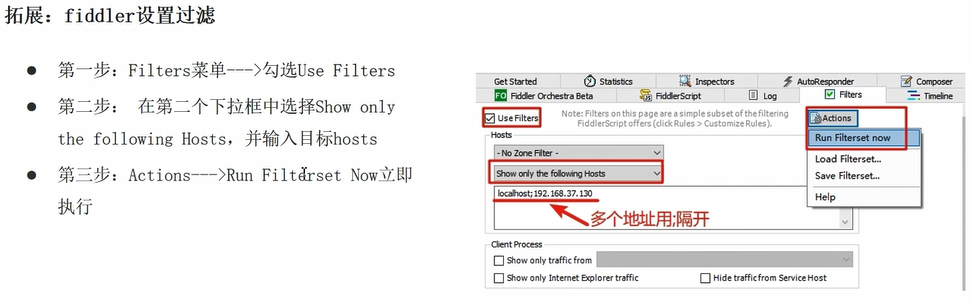 拓展：fiddler设置过滤
● 第一步：Filters菜单--->勾选Use Filters
● 第二步： 在第二个下拉框中选择Show only
the following Hosts，并输入目标hosts
● 第三步：Actions--->Run Filterset Now立即
执行
Get Started Statistics Inspectors AutoResponder Composer
FO Fiddler Orchestra Beta FiddlerScript Log Filters Timeline
Use Filters
Note: Filters on this page are a simple subset of the filtering
FiddlerScript offers (click Rules > Customize Rules).
Actions
Run Filterset now
Load Filterset...
Save Filterset...
Help
Hosts
- No Zone Filter -
Show only the following Hosts
localhost;192.168.37.130
多个地址用;隔开
Client Process
Show only traffic from
Show only Internet Explorer traffic
Hide traffic from Service Host